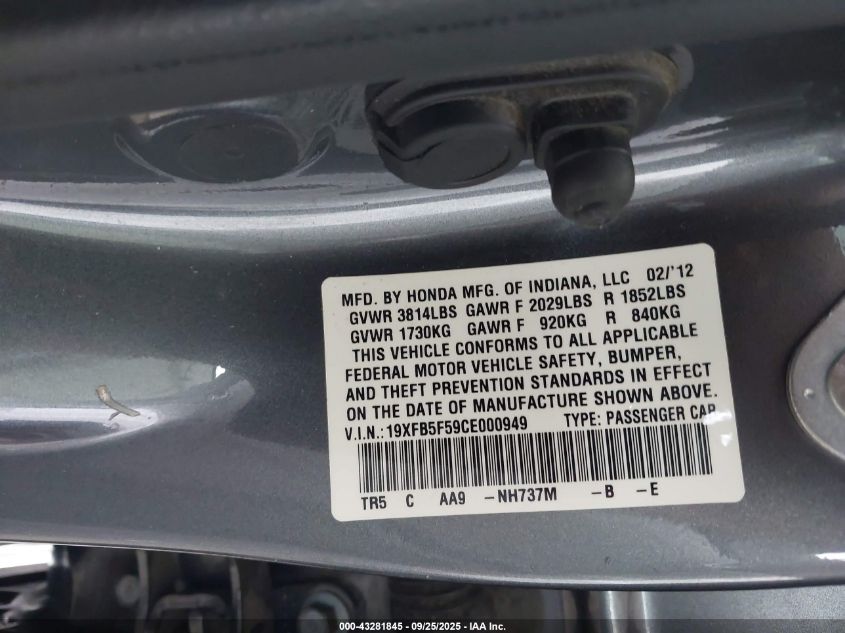 MFD. BY HONDA MFG. OF INDIANA, LLC 02/'12
GVWR 3814LBS GAWR F 2029LBS R 1852LBS
GVWR 1730KG GAWR F 920KG R 840KG
THIS VEHICLE CONFORMS TO ALL APPLICABLE
FEDERAL MOTOR VEHICLE SAFETY, BUMPER,
AND THEFT PREVENTION STANDARDS IN EFFECT
ON THE DATE OF MANUFACTURE SHOWN ABOVE.
V.I.N.:19XFB5F59CE000949 TYPE: PASSENGER CAR
TR5 C AA9 -NH737M -B -E
000-43281845 - 09/25/2025 - IAA Inc.